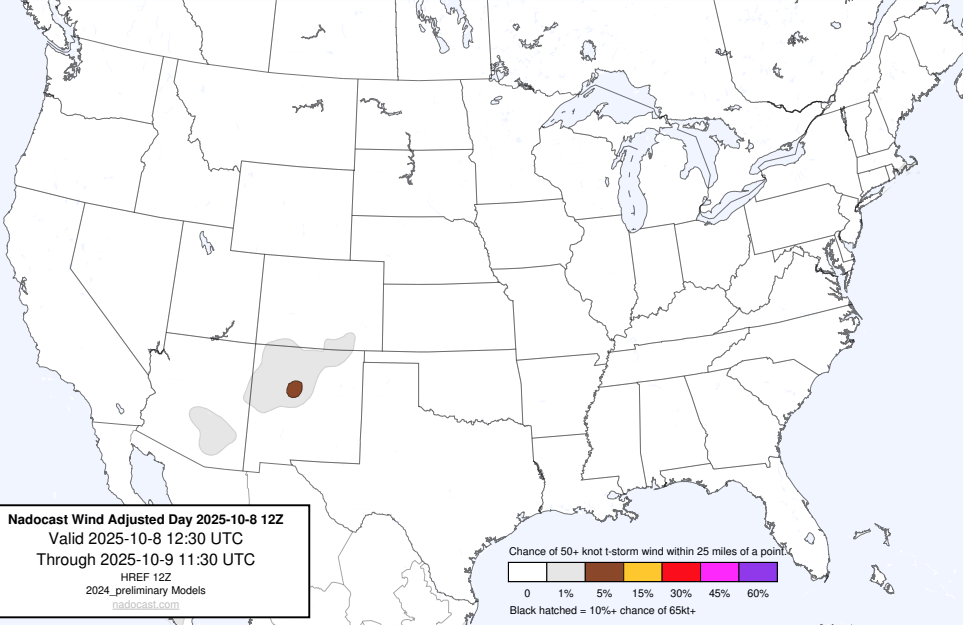 Nadocast Wind Adjusted Day 2025-10-8 12Z
Valid 2025-10-8 12:30 UTC
Through 2025-10-9 11:30 UTC
HREF 12Z
2024_preliminary Models
nadocast.com
Chance of 50+ knot t-storm wind within 25 miles of a point.
0 1% 5% 15% 30% 45% 60%
Black hatched = 10%+ chance of 65kt+